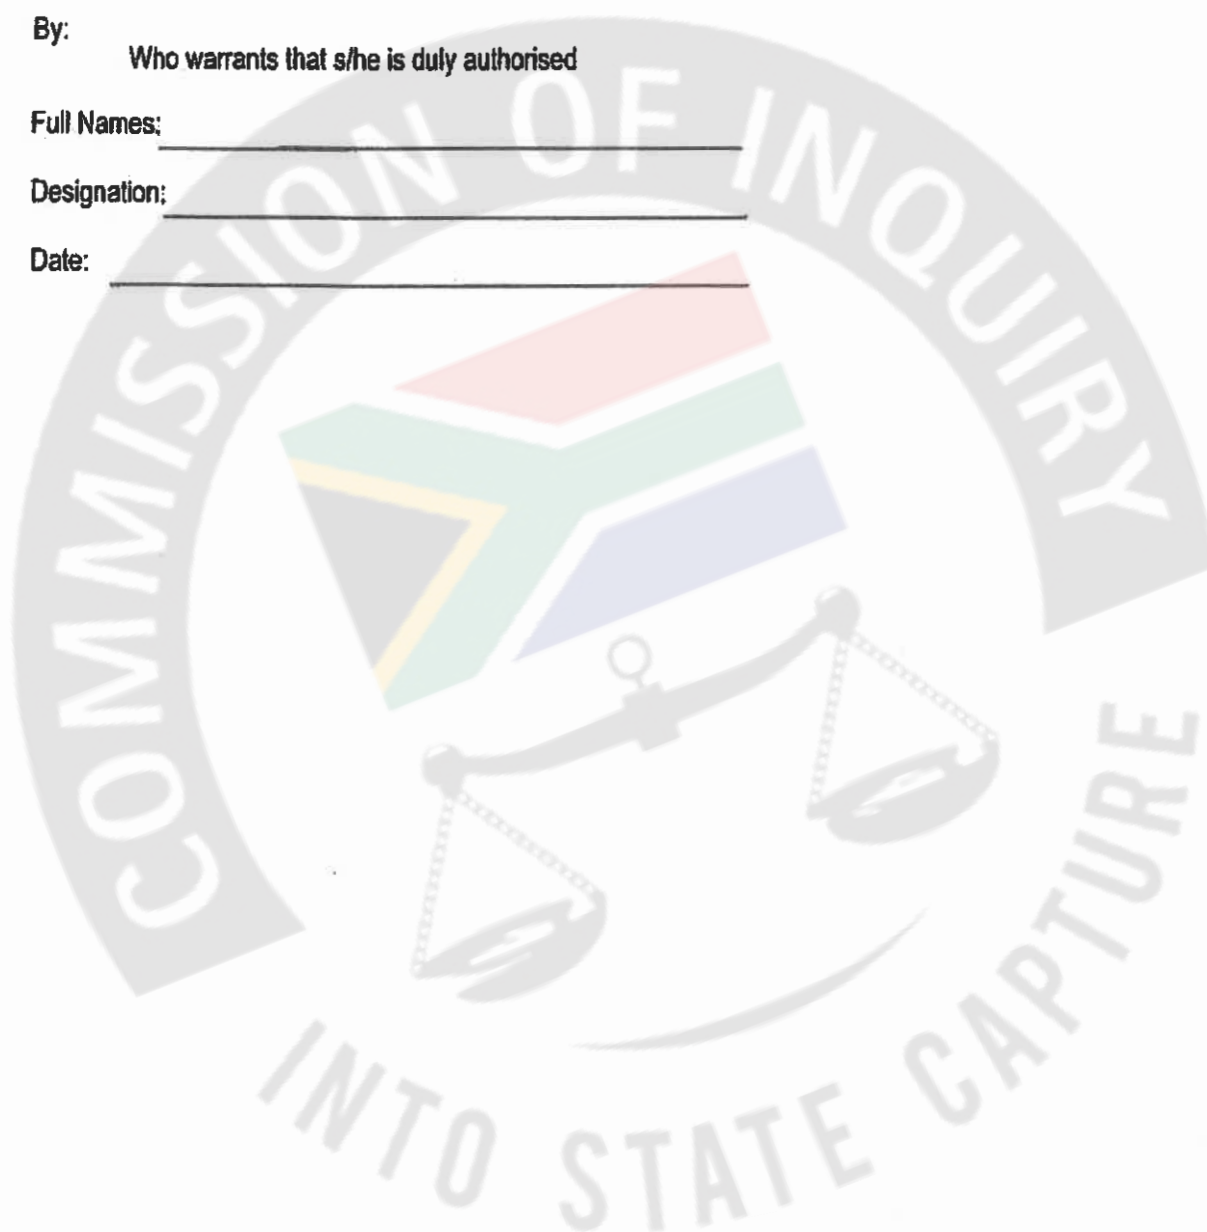 By:
Who warrants that s/he is duly authorised
Full Names:
Designation:
Date:
COMMISSION OF INQUIRY
INTO STATE CAPTURE